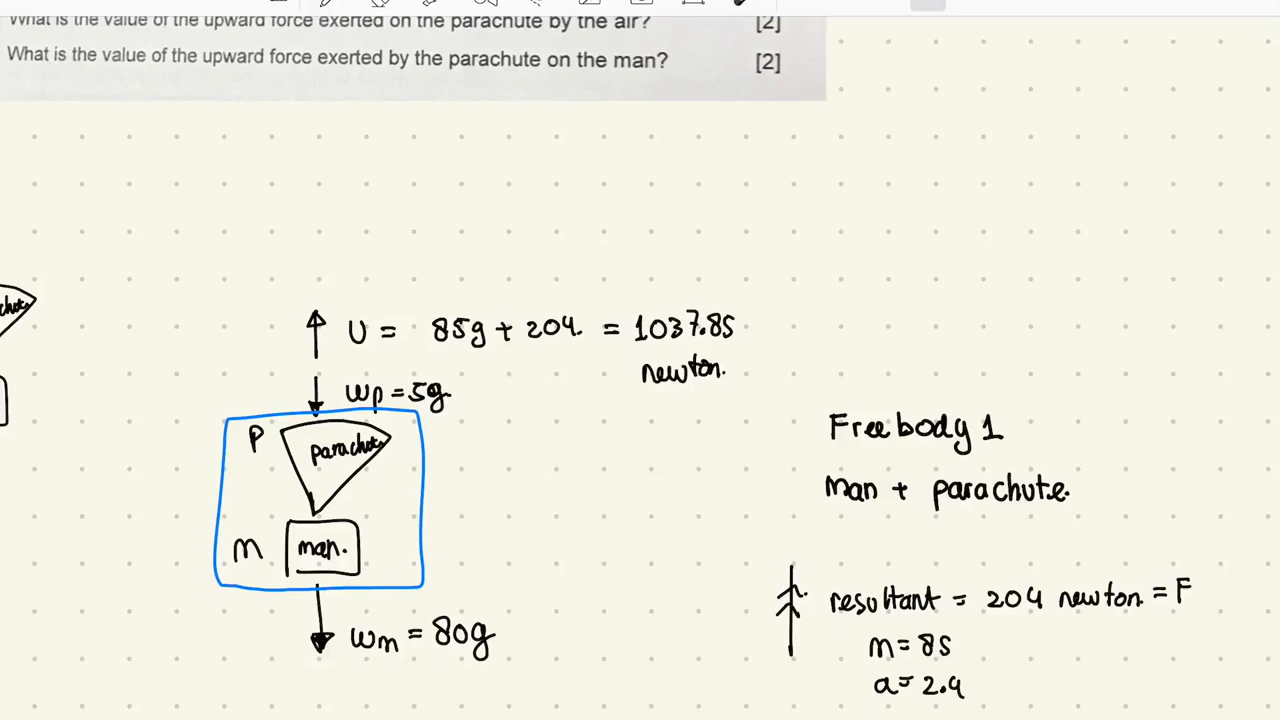 What is the value of the upward force exerted on the parachute by the air? [2]
What is the value of the upward force exerted by the parachute on the man? [2]
U = 85g + 204. = 1037.85
newton.
wp = 5g
P parachute
M man.
wm = 80g
Free body 1
man + parachute.
resultant = 204 newton. = F
m = 85
a = 2.4